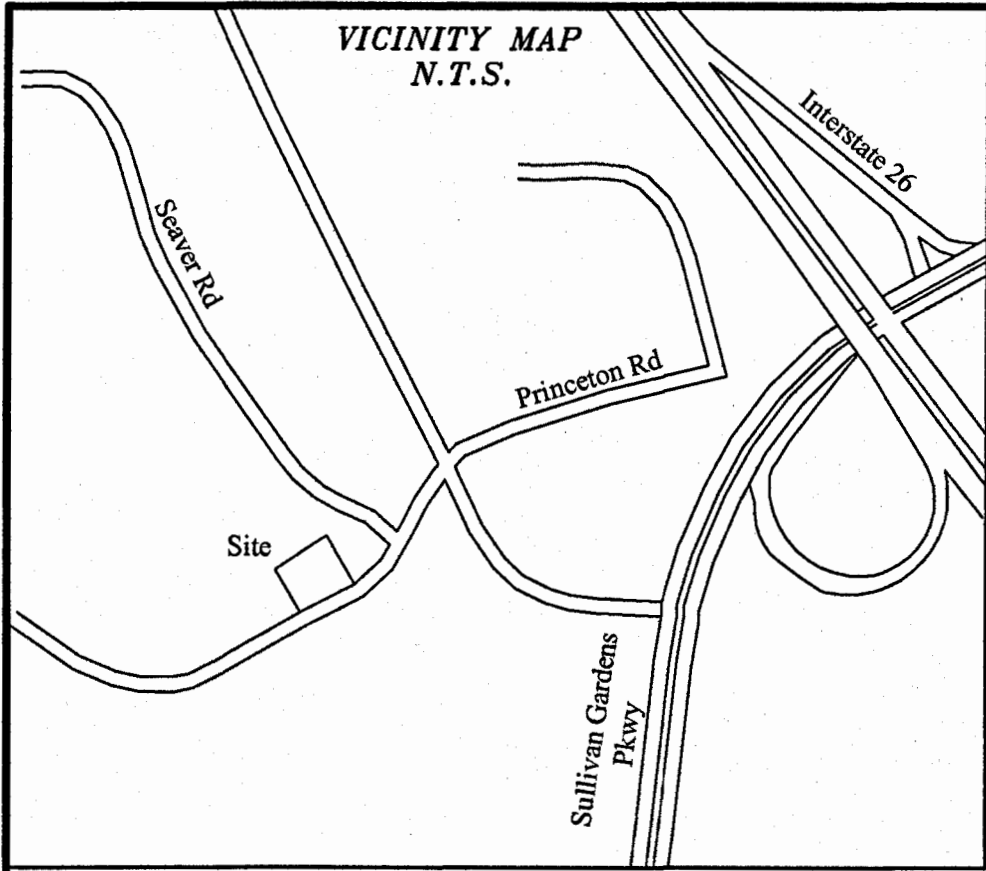 VICINITY MAP
N.T.S.
Interstate 26
Seaver Rd
Princeton Rd
Site
Sullivan Gardens
Pkwy